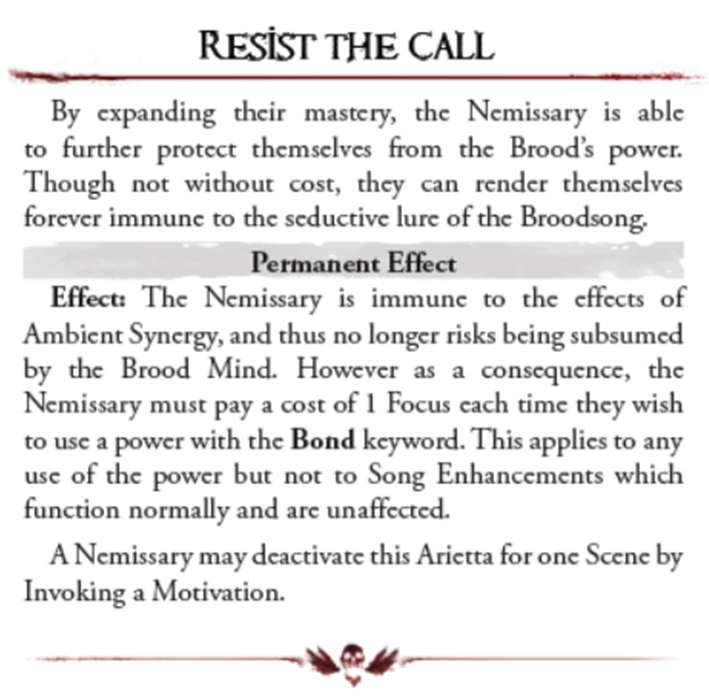 RESIST THE CALL
By expanding their mastery, the Nemissary is able
to further protect themselves from the Brood's power.
Though not without cost, they can render themselves
forever immune to the seductive lure of the Broodsong.
Permanent Effect
Effect: The Nemissary is immune to the effects of
Ambient Synergy, and thus no longer risks being subsumed
by the Brood Mind. However as a consequence, the
Nemissary must pay a cost of 1 Focus each time they wish
to use a power with the Bond keyword. This applies to any
use of the power but not to Song Enhancements which
function normally and are unaffected.
A Nemissary may deactivate this Arietta for one Scene by
Invoking a Motivation.